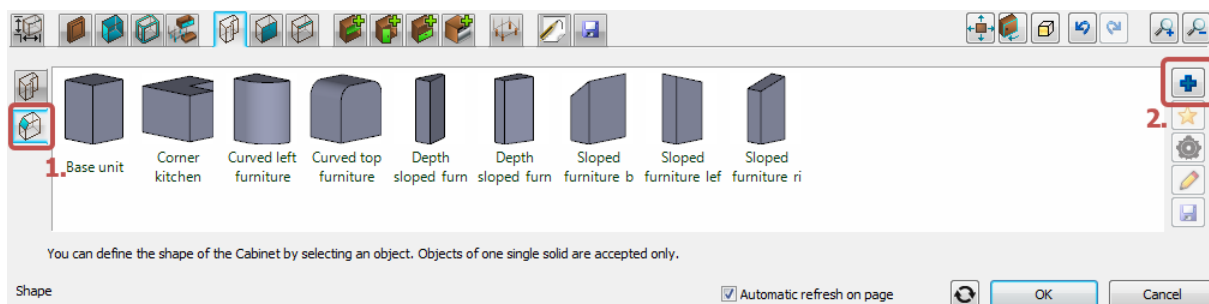 2.
1.
Base unit
Corner kitchen
Curved left furniture
Curved top furniture
Depth sloped furn
Depth sloped furn
Sloped furniture b
Sloped furniture lef
Sloped furniture ri
You can define the shape of the Cabinet by selecting an object. Objects of one single solid are accepted only.
Shape
Automatic refresh on page
OK
Cancel